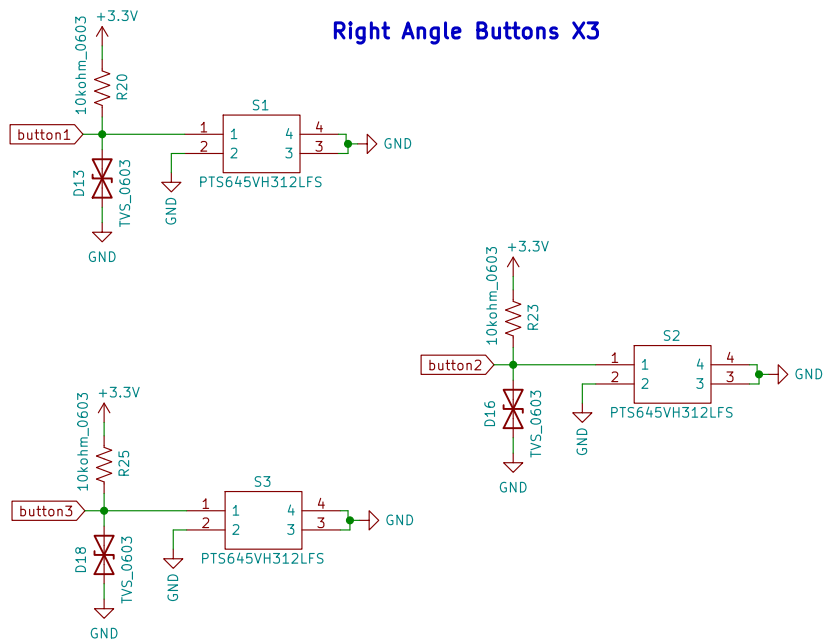 Right Angle Buttons X3
+3.3V
10kohm_0603
R20
button1
S1
1
1
4
4
2
2
3
3
GND
PTS645VH312LFS
GND
D13
TVS_0603
GND
+3.3V
10kohm_0603
R23
button2
S2
1
1
4
4
2
2
3
3
GND
PTS645VH312LFS
GND
D16
TVS_0603
GND
+3.3V
10kohm_0603
R25
button3
S3
1
1
4
4
2
2
3
3
GND
PTS645VH312LFS
GND
D18
TVS_0603
GND